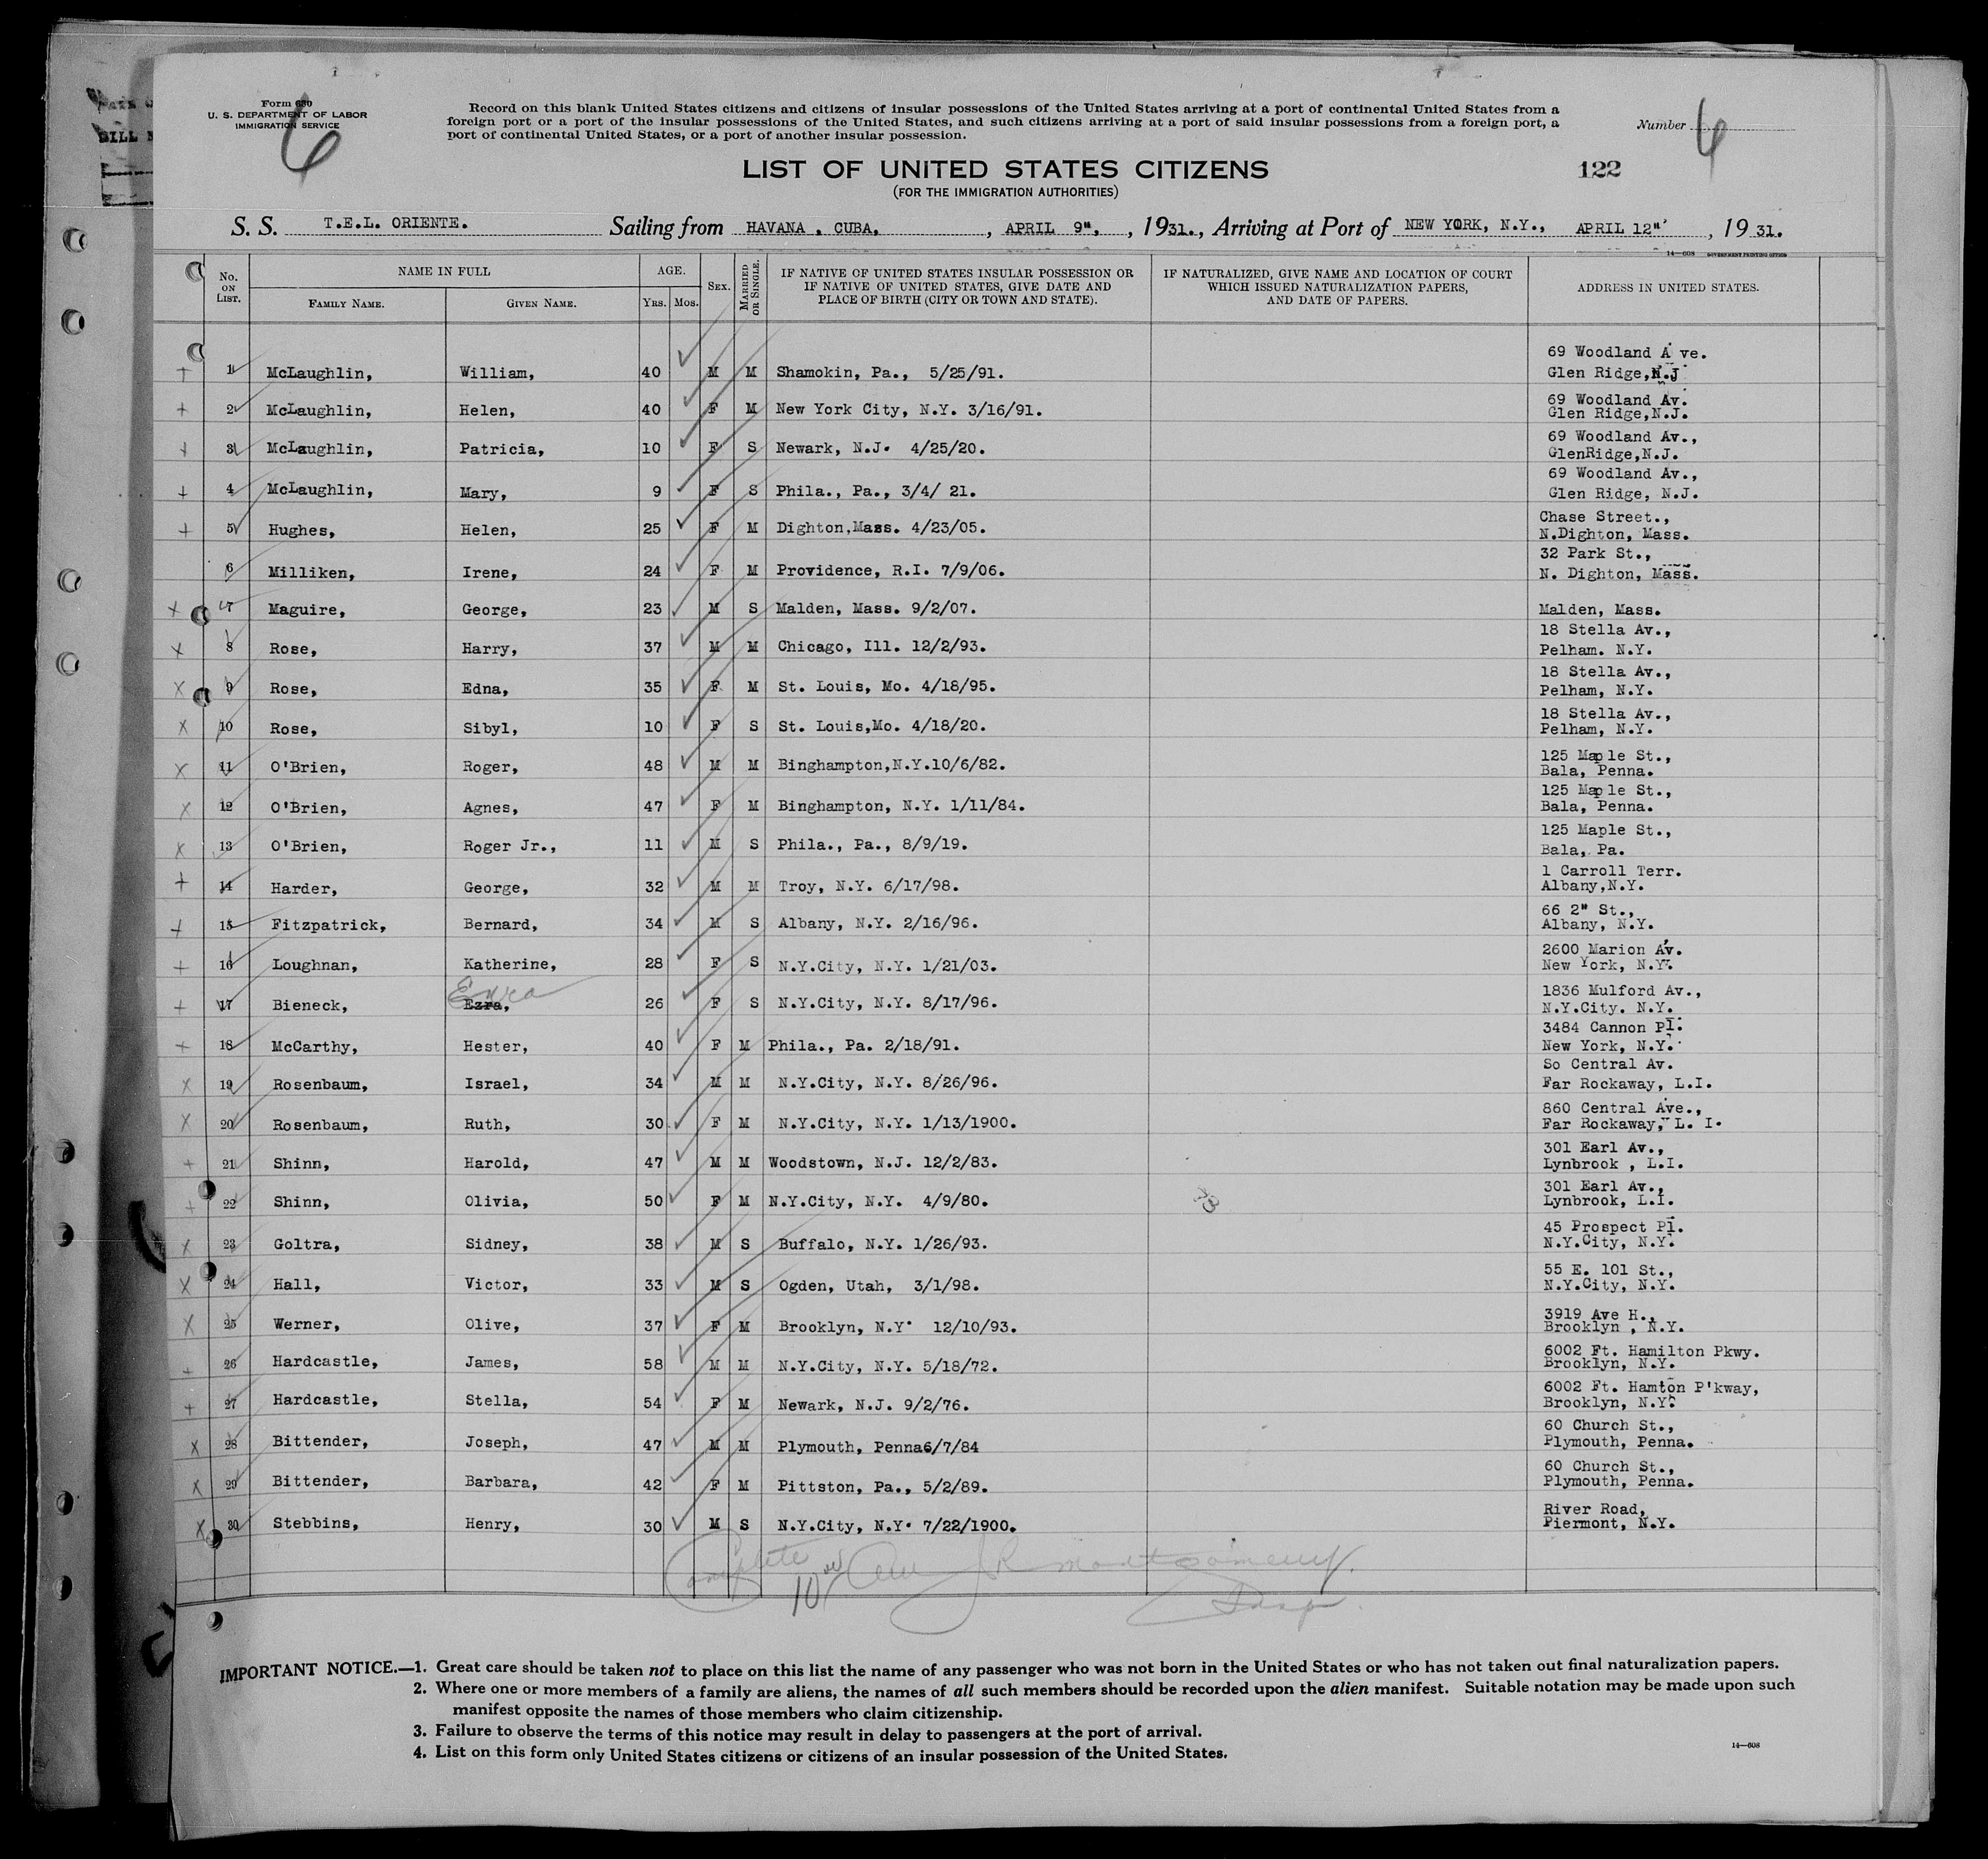 Form 630
U. S. DEPARTMENT OF LABOR
IMMIGRATION SERVICE
6
Record on this blank United States citizens and citizens of insular possessions of the United States arriving at a port of continental United States from a
foreign port or a port of the insular possessions of the United States, and such citizens arriving at a port of said insular possessions from a foreign port, a
port of continental United States, or a port of another insular possession.
Number 6
LIST OF UNITED STATES CITIZENS
(FOR THE IMMIGRATION AUTHORITIES)
122
S. S. T.E.L. ORIENTE. Sailing from HAVANA , CUBA, , APRIL 9", , 1931., Arriving at Port of NEW YORK, N.Y., APRIL 12" , 1931.
14—608 GOVERNMENT PRINTING OFFICE
No. ON LIST. NAME IN FULL AGE. SEX. MARRIED OR SINGLE. IF NATIVE OF UNITED STATES INSULAR POSSESSION OR IF NATIVE OF UNITED STATES, GIVE DATE AND PLACE OF BIRTH (CITY OR TOWN AND STATE). IF NATURALIZED, GIVE NAME AND LOCATION OF COURT WHICH ISSUED NATURALIZATION PAPERS, AND DATE OF PAPERS. ADDRESS IN UNITED STATES.
FAMILY NAME. GIVEN NAME. YRS. MOS.
1 McLaughlin, William, 40 M M Shamokin, Pa., 5/25/91. 69 Woodland A ve. Glen Ridge,N.J
2 McLaughlin, Helen, 40 F M New York City, N.Y. 3/16/91. 69 Woodland Av. Glen Ridge,N.J.
3 McLaughlin, Patricia, 10 F S Newark, N.J. 4/25/20. 69 Woodland Av., GlenRidge,N.J.
4 McLaughlin, Mary, 9 F S Phila., Pa., 3/4/ 21. 69 Woodland Av., Glen Ridge, N.J.
5 Hughes, Helen, 25 F M Dighton,Mass. 4/23/05. Chase Street., N.Dighton, Mass.
6 Milliken, Irene, 24 F M Providence, R.I. 7/9/06. 32 Park St., N. Dighton, Mass.
7 Maguire, George, 23 M S Malden, Mass. 9/2/07. Malden, Mass.
8 Rose, Harry, 37 M M Chicago, Ill. 12/2/93. 18 Stella Av., Pelham. N.Y.
9 Rose, Edna, 35 F M St. Louis, Mo. 4/18/95. 18 Stella Av., Pelham, N.Y.
10 Rose, Sibyl, 10 F S St. Louis,Mo. 4/18/20. 18 Stella Av., Pelham, N.Y.
11 O'Brien, Roger, 48 M M Binghampton,N.Y.10/6/82. 125 Maple St., Bala, Penna.
12 O'Brien, Agnes, 47 F M Binghampton, N.Y. 1/11/84. 125 Maple St., Bala, Penna.
13 O'Brien, Roger Jr., 11 M S Phila., Pa., 8/9/19. 125 Maple St., Bala, Pa.
14 Harder, George, 32 M M Troy, N.Y. 6/17/98. 1 Carroll Terr. Albany,N.Y.
15 Fitzpatrick, Bernard, 34 M S Albany, N.Y. 2/16/96. 66 2" St., Albany, N.Y.
16 Loughnan, Katherine, 28 F S N.Y.City, N.Y. 1/21/03. 2600 Marion Av. New York, N.Y.
17 Bieneck, Ezra, 26 F S N.Y.City, N.Y. 8/17/96. 1836 Mulford Av., N.Y.City. N.Y.
18 McCarthy, Hester, 40 F M Phila., Pa. 2/18/91. 3484 Cannon Pl. New York, N.Y.
19 Rosenbaum, Israel, 34 M M N.Y.City, N.Y. 8/26/96. So Central Av. Far Rockaway, L.I.
20 Rosenbaum, Ruth, 30 F M N.Y.City, N.Y. 1/13/1900. 860 Central Ave., Far Rockaway, L. I.
21 Shinn, Harold, 47 M M Woodstown, N.J. 12/2/83. 301 Earl Av., Lynbrook , L.I.
22 Shinn, Olivia, 50 F M N.Y.City, N.Y. 4/9/80. 301 Earl Av., Lynbrook, L.I.
23 Goltra, Sidney, 38 M S Buffalo, N.Y. 1/26/93. 45 Prospect Pl. N.Y.City, N.Y.
24 Hall, Victor, 33 M S Ogden, Utah, 3/1/98. 55 E. 101 St., N.Y.City, N.Y.
25 Werner, Olive, 37 F M Brooklyn, N.Y. 12/10/93. 3919 Ave H., Brooklyn , N.Y.
26 Hardcastle, James, 58 M M N.Y.City, N.Y. 5/18/72. 6002 Ft. Hamilton Pkwy. Brooklyn, N.Y.
27 Hardcastle, Stella, 54 F M Newark, N.J. 9/2/76. 6002 Ft. Hamton P'kway, Brooklyn, N.Y.
28 Bittender, Joseph, 47 M M Plymouth, Penna6/7/84 60 Church St., Plymouth, Penna.
29 Bittender, Barbara, 42 F M Pittston, Pa., 5/2/89. 60 Church St., Plymouth, Penna.
30 Stebbins, Henry, 30 M S N.Y.City, N.Y. 7/22/1900. River Road, Piermont, N.Y.
Complete
10 JR Montgomery.
Insp.
IMPORTANT NOTICE.—1. Great care should be taken not to place on this list the name of any passenger who was not born in the United States or who has not taken out final naturalization papers.
2. Where one or more members of a family are aliens, the names of all such members should be recorded upon the alien manifest. Suitable notation may be made upon such
manifest opposite the names of those members who claim citizenship.
3. Failure to observe the terms of this notice may result in delay to passengers at the port of arrival.
4. List on this form only United States citizens or citizens of an insular possession of the United States.
14—608